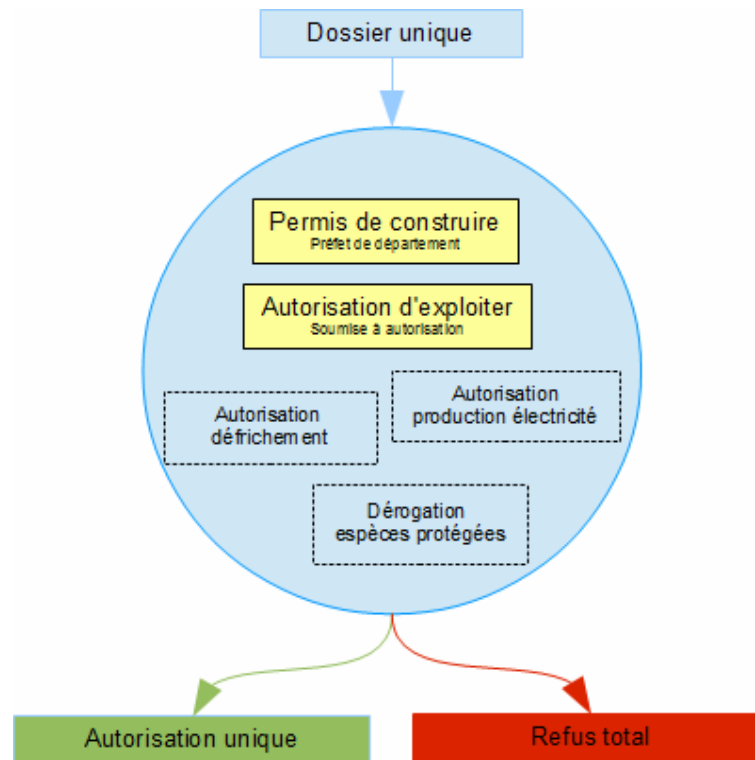 Dossier unique
Permis de construire
Préfet de département
Autorisation d'exploiter
Soumise à autorisation
Autorisation
défrichement
Autorisation
production électricité
Dérogation
espèces protégées
Autorisation unique
Refus total